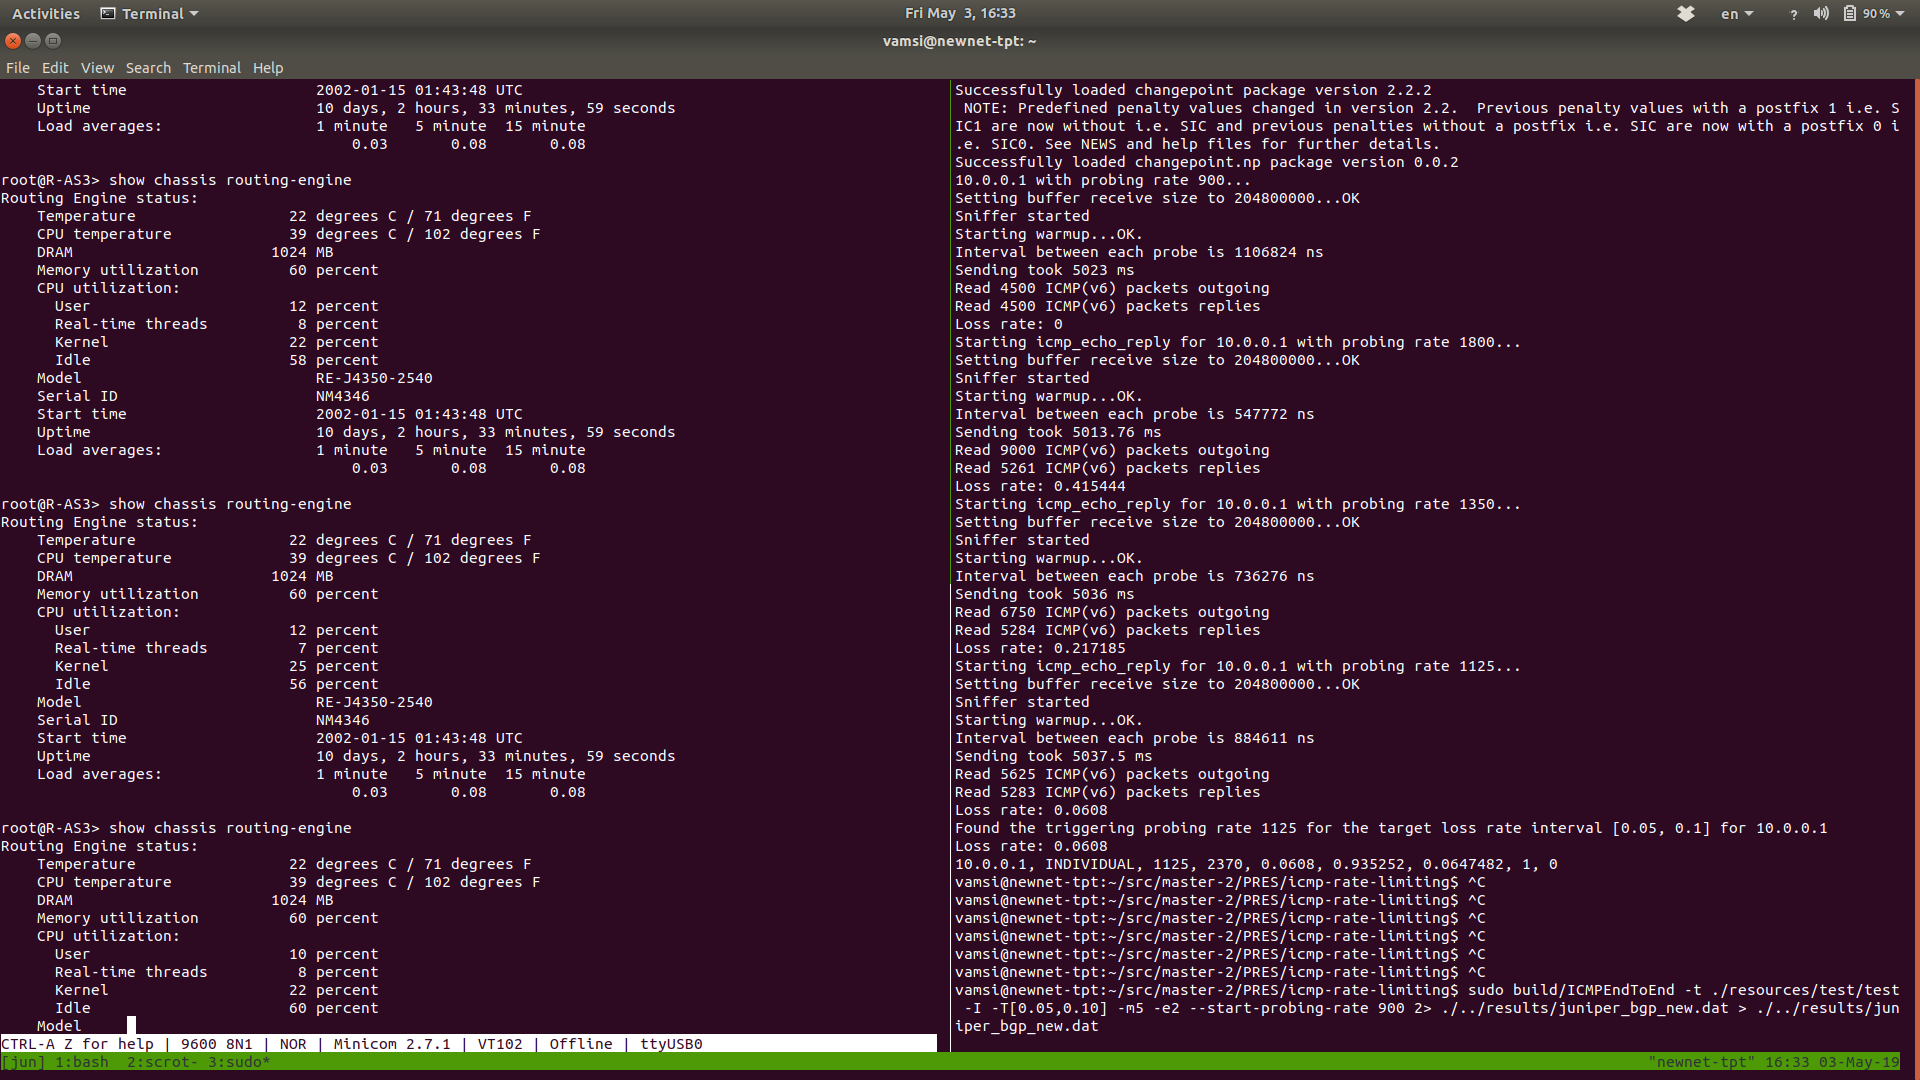 Activities Terminal Fri May 3, 16:33 en ? 90 %
vamsi@newnet-tpt: ~
File Edit View Search Terminal Help
Start time 2002-01-15 01:43:48 UTC
Uptime 10 days, 2 hours, 33 minutes, 59 seconds
Load averages: 1 minute 5 minute 15 minute
0.03 0.08 0.08
root@R-AS3> show chassis routing-engine
Routing Engine status:
Temperature 22 degrees C / 71 degrees F
CPU temperature 39 degrees C / 102 degrees F
DRAM 1024 MB
Memory utilization 60 percent
CPU utilization:
User 12 percent
Real-time threads 8 percent
Kernel 22 percent
Idle 58 percent
Model RE-J4350-2540
Serial ID NM4346
Start time 2002-01-15 01:43:48 UTC
Uptime 10 days, 2 hours, 33 minutes, 59 seconds
Load averages: 1 minute 5 minute 15 minute
0.03 0.08 0.08
root@R-AS3> show chassis routing-engine
Routing Engine status:
Temperature 22 degrees C / 71 degrees F
CPU temperature 39 degrees C / 102 degrees F
DRAM 1024 MB
Memory utilization 60 percent
CPU utilization:
User 12 percent
Real-time threads 7 percent
Kernel 25 percent
Idle 56 percent
Model RE-J4350-2540
Serial ID NM4346
Start time 2002-01-15 01:43:48 UTC
Uptime 10 days, 2 hours, 33 minutes, 59 seconds
Load averages: 1 minute 5 minute 15 minute
0.03 0.08 0.08
root@R-AS3> show chassis routing-engine
Routing Engine status:
Temperature 22 degrees C / 71 degrees F
CPU temperature 39 degrees C / 102 degrees F
DRAM 1024 MB
Memory utilization 60 percent
CPU utilization:
User 10 percent
Real-time threads 8 percent
Kernel 22 percent
Idle 60 percent
Model
CTRL-A Z for help | 9600 8N1 | NOR | Minicom 2.7.1 | VT102 | Offline | ttyUSB0
Successfully loaded changepoint package version 2.2.2
NOTE: Predefined penalty values changed in version 2.2. Previous penalty values with a postfix 1 i.e. S
IC1 are now without i.e. SIC and previous penalties without a postfix i.e. SIC are now with a postfix 0 i
.e. SIC0. See NEWS and help files for further details.
Successfully loaded changepoint.np package version 0.0.2
10.0.0.1 with probing rate 900...
Setting buffer receive size to 204800000...OK
Sniffer started
Starting warmup...OK.
Interval between each probe is 1106824 ns
Sending took 5023 ms
Read 4500 ICMP(v6) packets outgoing
Read 4500 ICMP(v6) packets replies
Loss rate: 0
Starting icmp_echo_reply for 10.0.0.1 with probing rate 1800...
Setting buffer receive size to 204800000...OK
Sniffer started
Starting warmup...OK.
Interval between each probe is 547772 ns
Sending took 5013.76 ms
Read 9000 ICMP(v6) packets outgoing
Read 5261 ICMP(v6) packets replies
Loss rate: 0.415444
Starting icmp_echo_reply for 10.0.0.1 with probing rate 1350...
Setting buffer receive size to 204800000...OK
Sniffer started
Starting warmup...OK.
Interval between each probe is 736276 ns
Sending took 5036 ms
Read 6750 ICMP(v6) packets outgoing
Read 5284 ICMP(v6) packets replies
Loss rate: 0.217185
Starting icmp_echo_reply for 10.0.0.1 with probing rate 1125...
Setting buffer receive size to 204800000...OK
Sniffer started
Starting warmup...OK.
Interval between each probe is 884611 ns
Sending took 5037.5 ms
Read 5625 ICMP(v6) packets outgoing
Read 5283 ICMP(v6) packets replies
Loss rate: 0.0608
Found the triggering probing rate 1125 for the target loss rate interval [0.05, 0.1] for 10.0.0.1
Loss rate: 0.0608
10.0.0.1, INDIVIDUAL, 1125, 2370, 0.0608, 0.935252, 0.0647482, 1, 0
vamsi@newnet-tpt:~/src/master-2/PRES/icmp-rate-limiting$ ^C
vamsi@newnet-tpt:~/src/master-2/PRES/icmp-rate-limiting$ ^C
vamsi@newnet-tpt:~/src/master-2/PRES/icmp-rate-limiting$ ^C
vamsi@newnet-tpt:~/src/master-2/PRES/icmp-rate-limiting$ ^C
vamsi@newnet-tpt:~/src/master-2/PRES/icmp-rate-limiting$ ^C
vamsi@newnet-tpt:~/src/master-2/PRES/icmp-rate-limiting$ ^C
vamsi@newnet-tpt:~/src/master-2/PRES/icmp-rate-limiting$ sudo build/ICMPEndToEnd -t ./resources/test/test
-I -T[0.05,0.10] -m5 -e2 --start-probing-rate 900 2> ./../results/juniper_bgp_new.dat > ./../results/jun
iper_bgp_new.dat
[jun] 1:bash 2:scrot- 3:sudo* "newnet-tpt" 16:33 03-May-19